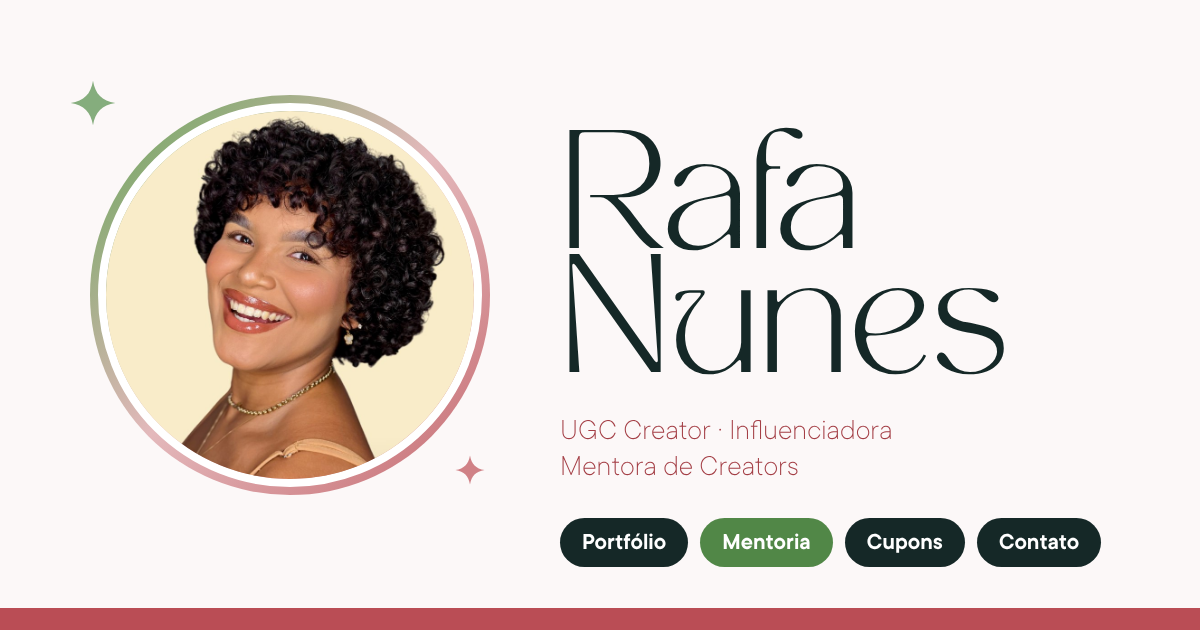 Rafa
Nunes
UGC Creator · Influenciadora
Mentora de Creators
Portfólio Mentoria Cupons Contato